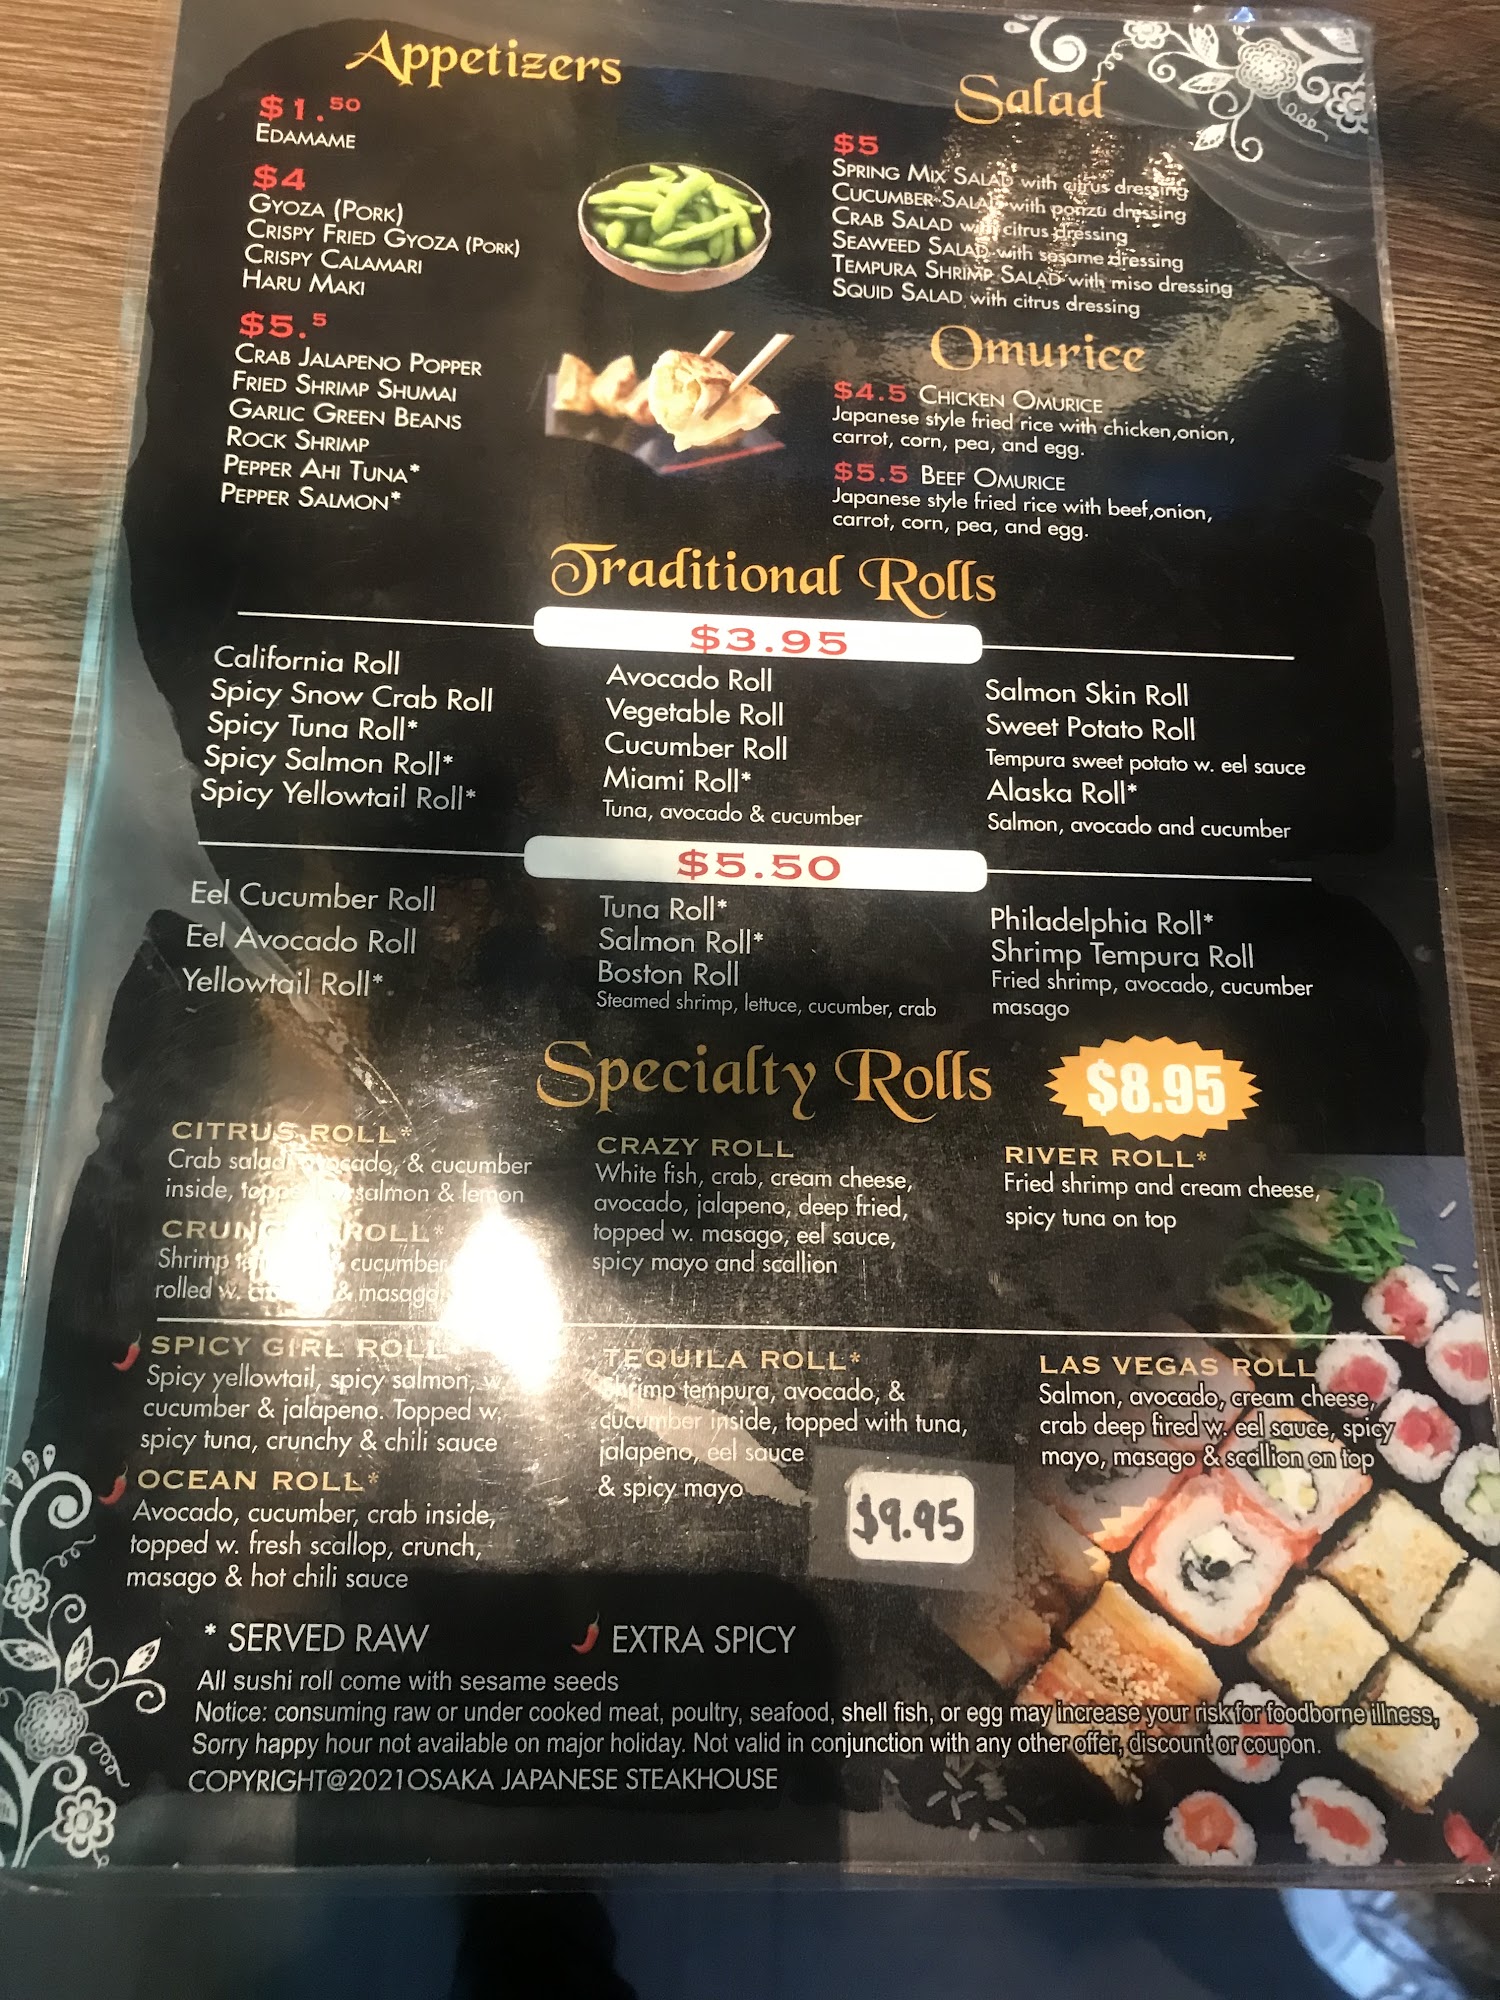 Appetizers
$1.50
EDAMAME
$4
GYOZA (PORK)
CRISPY FRIED GYOZA (PORK)
CRISPY CALAMARI
HARU MAKI
$5.5
CRAB JALAPENO POPPER
FRIED SHRIMP SHUMAI
GARLIC GREEN BEANS
ROCK SHRIMP
PEPPER AHI TUNA*
PEPPER SALMON*
Salad
$5
SPRING MIX SALAD with citrus dressing
CUCUMBER SALAD with ponzu dressing
CRAB SALAD with citrus dressing
SEAWEED SALAD with sesame dressing
TEMPURA SHRIMP SALAD with miso dressing
SQUID SALAD with citrus dressing
Omurice
$4.5 CHICKEN OMURICE
Japanese style fried rice with chicken,onion,
carrot, corn, pea, and egg.
$5.5 BEEF OMURICE
Japanese style fried rice with beef,onion,
carrot, corn, pea, and egg.
Traditional Rolls
$3.95
California Roll
Spicy Snow Crab Roll
Spicy Tuna Roll*
Spicy Salmon Roll*
Spicy Yellowtail Roll*
Avocado Roll
Vegetable Roll
Cucumber Roll
Miami Roll*
Tuna, avocado & cucumber
Salmon Skin Roll
Sweet Potato Roll
Tempura sweet potato w. eel sauce
Alaska Roll*
Salmon, avocado and cucumber
$5.50
Eel Cucumber Roll
Eel Avocado Roll
Yellowtail Roll*
Tuna Roll*
Salmon Roll*
Boston Roll
Steamed shrimp, lettuce, cucumber, crab
Philadelphia Roll*
Shrimp Tempura Roll
Fried shrimp, avocado, cucumber
masago
Specialty Rolls
$8.95
CITRUS ROLL*
Crab salad, avocado, & cucumber
inside, topped salmon & lemon
ROLL*
Shrimp cucumber
rolled w. & masago
CRAZY ROLL
White fish, crab, cream cheese,
avocado, jalapeno, deep fried,
topped w. masago, eel sauce,
spicy mayo and scallion
RIVER ROLL*
Fried shrimp and cream cheese,
spicy tuna on top
SPICY GIRL ROLL
Spicy yellowtail, spicy salmon, w.
cucumber & jalapeno. Topped w.
spicy tuna, crunchy & chili sauce
OCEAN ROLL*
Avocado, cucumber, crab inside,
topped w. fresh scallop, crunch,
masago & hot chili sauce
TEQUILA ROLL*
Shrimp tempura, avocado, &
cucumber inside, topped with tuna,
jalapeno, eel sauce
& spicy mayo
$9.95
LAS VEGAS ROLL
Salmon, avocado, cream cheese,
crab deep fired w. eel sauce, spicy
mayo, masago & scallion on top
* SERVED RAW
EXTRA SPICY
All sushi roll come with sesame seeds
Notice: consuming raw or under cooked meat, poultry, seafood, shell fish, or egg may increase your risk for foodborne illness,
Sorry happy hour not available on major holiday. Not valid in conjunction with any other offer, discount or coupon.
COPYRIGHT@2021OSAKA JAPANESE STEAKHOUSE